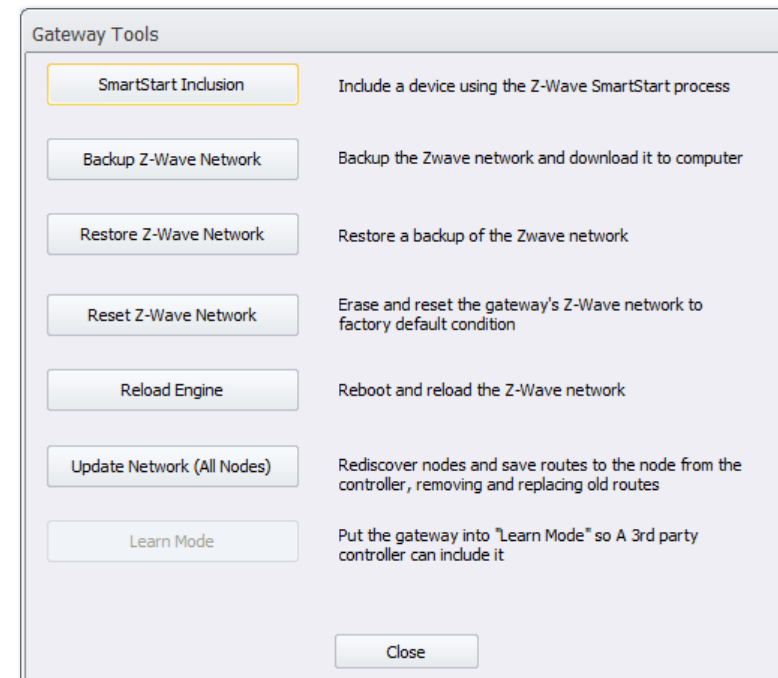 Gateway Tools
SmartStart Inclusion
Include a device using the Z-Wave SmartStart process
Backup Z-Wave Network
Backup the Zwave network and download it to computer
Restore Z-Wave Network
Restore a backup of the Zwave network
Reset Z-Wave Network
Erase and reset the gateway's Z-Wave network to
factory default condition
Reload Engine
Reboot and reload the Z-Wave network
Update Network (All Nodes)
Rediscover nodes and save routes to the node from the
controller, removing and replacing old routes
Learn Mode
Put the gateway into "Learn Mode" so A 3rd party
controller can include it
Close